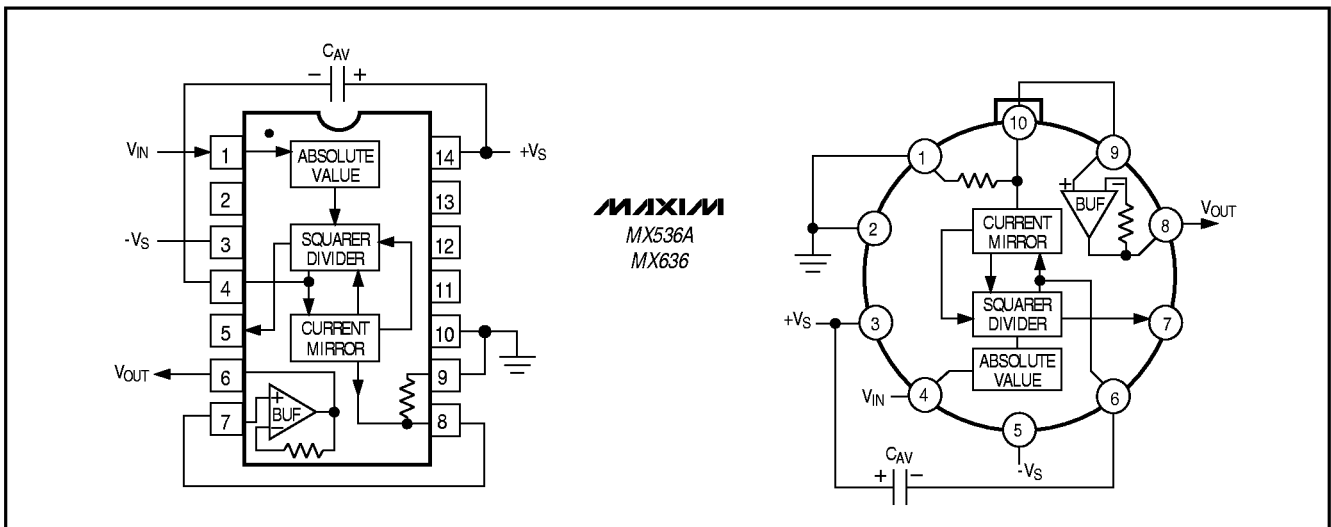 CAV
− +
VIN
1
ABSOLUTE
VALUE
14
+VS
2
13
-VS
3
SQUARER
DIVIDER
12
4
11
5
CURRENT
MIRROR
10
VOUT
6
9
7
+
BUF
−
8
MAXIM
MX536A
MX636
10
1
9
+ −
BUF
VOUT
8
2
CURRENT
MIRROR
+VS
3
SQUARER
DIVIDER
7
ABSOLUTE
VALUE
VIN
4
6
5
-VS
CAV
+ −